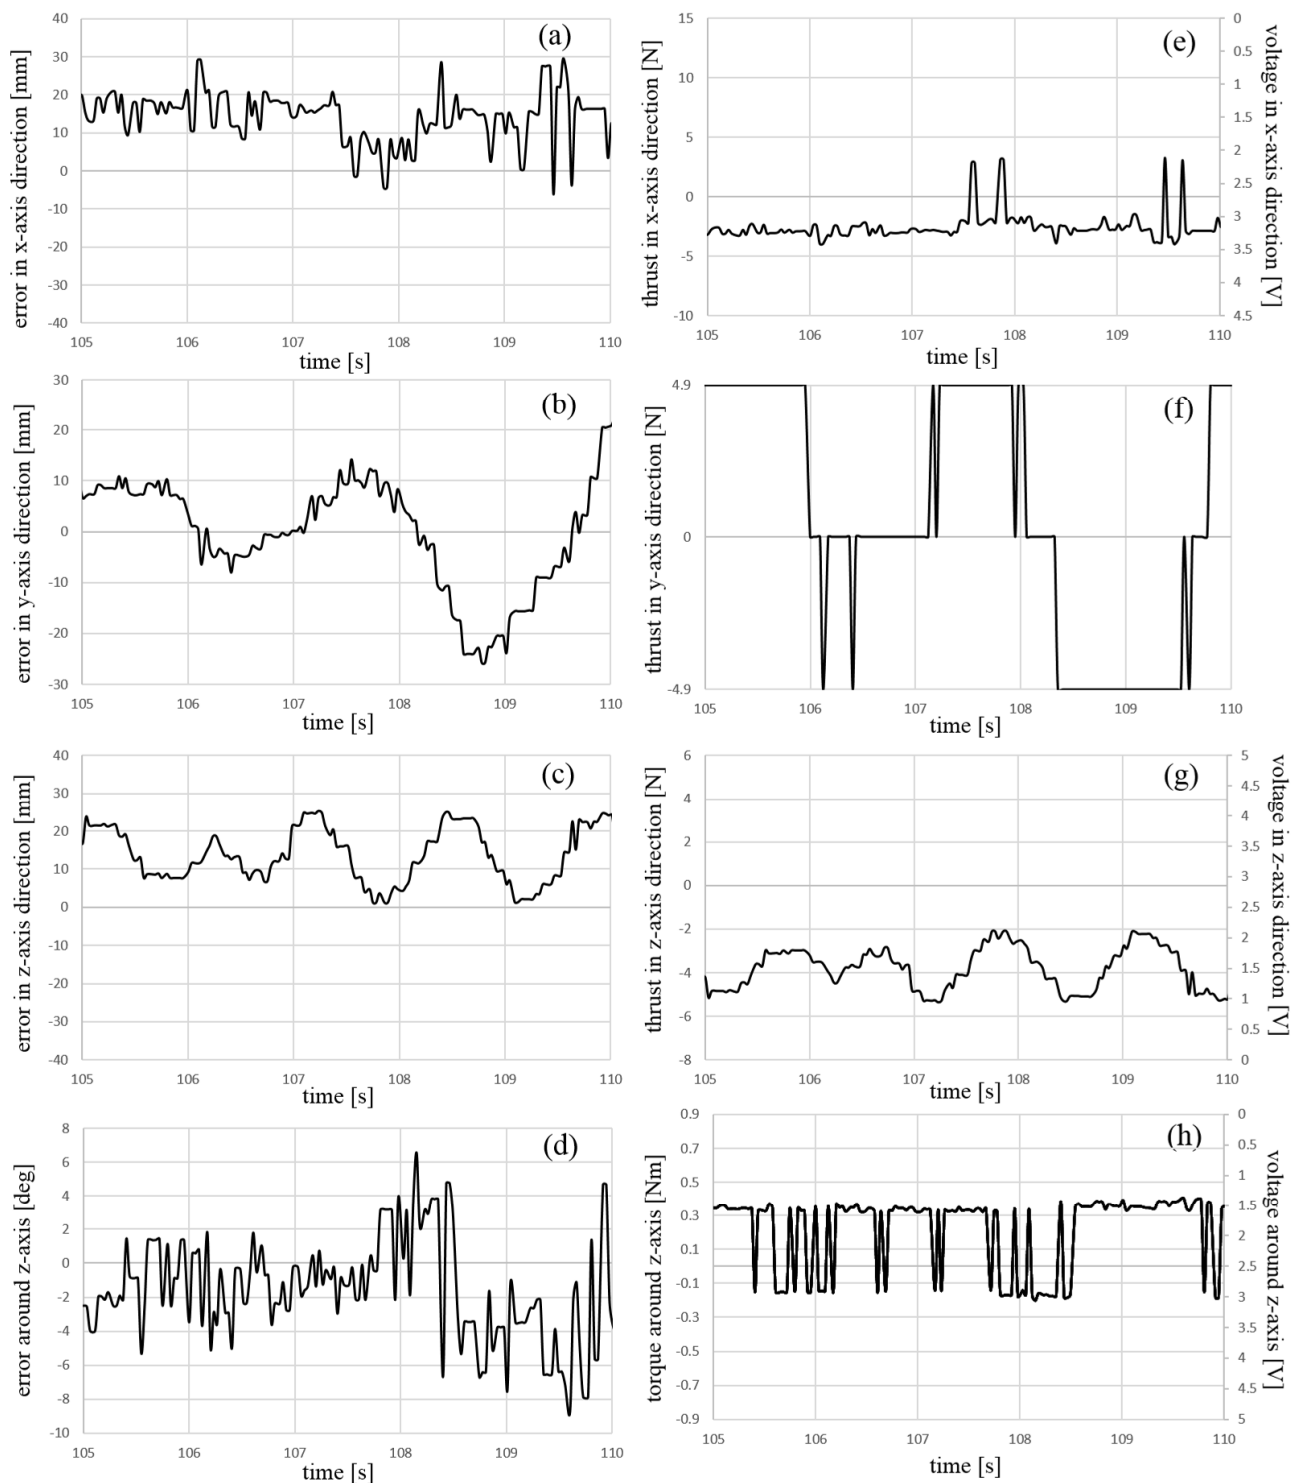 (a)
error in x-axis direction [mm]
40
30
20
10
0
-10
-20
-30
-40
105 106 107 108 109 110
time [s]
(e)
thrust in x-axis direction [N]
15
10
5
0
-5
-10
voltage in x-axis direction [V]
0
0.5
1
1.5
2
2.5
3
3.5
4
4.5
105 106 107 108 109 110
time [s]
(b)
error in y-axis direction [mm]
30
20
10
0
-10
-20
-30
105 106 107 108 109 110
time [s]
(f)
thrust in y-axis direction [N]
4.9
0
-4.9
105 106 107 108 109 110
time [s]
(c)
error in z-axis direction [mm]
40
30
20
10
0
-10
-20
-30
-40
105 106 107 108 109 110
time [s]
(g)
thrust in z-axis direction [N]
6
4
2
0
-2
-4
-6
-8
voltage in z-axis direction [V]
5
4.5
4
3.5
3
2.5
2
1.5
1
0.5
0
105 106 107 108 109 110
time [s]
(d)
error around z-axis [deg]
8
6
4
2
0
-2
-4
-6
-8
-10
105 106 107 108 109 110
time [s]
(h)
torque around z-axis [Nm]
0.9
0.7
0.5
0.3
0.1
-0.1
-0.3
-0.5
-0.7
-0.9
voltage around z-axis [V]
0
0.5
1
1.5
2
2.5
3
3.5
4
4.5
5
105 106 107 108 109 110
time [s]